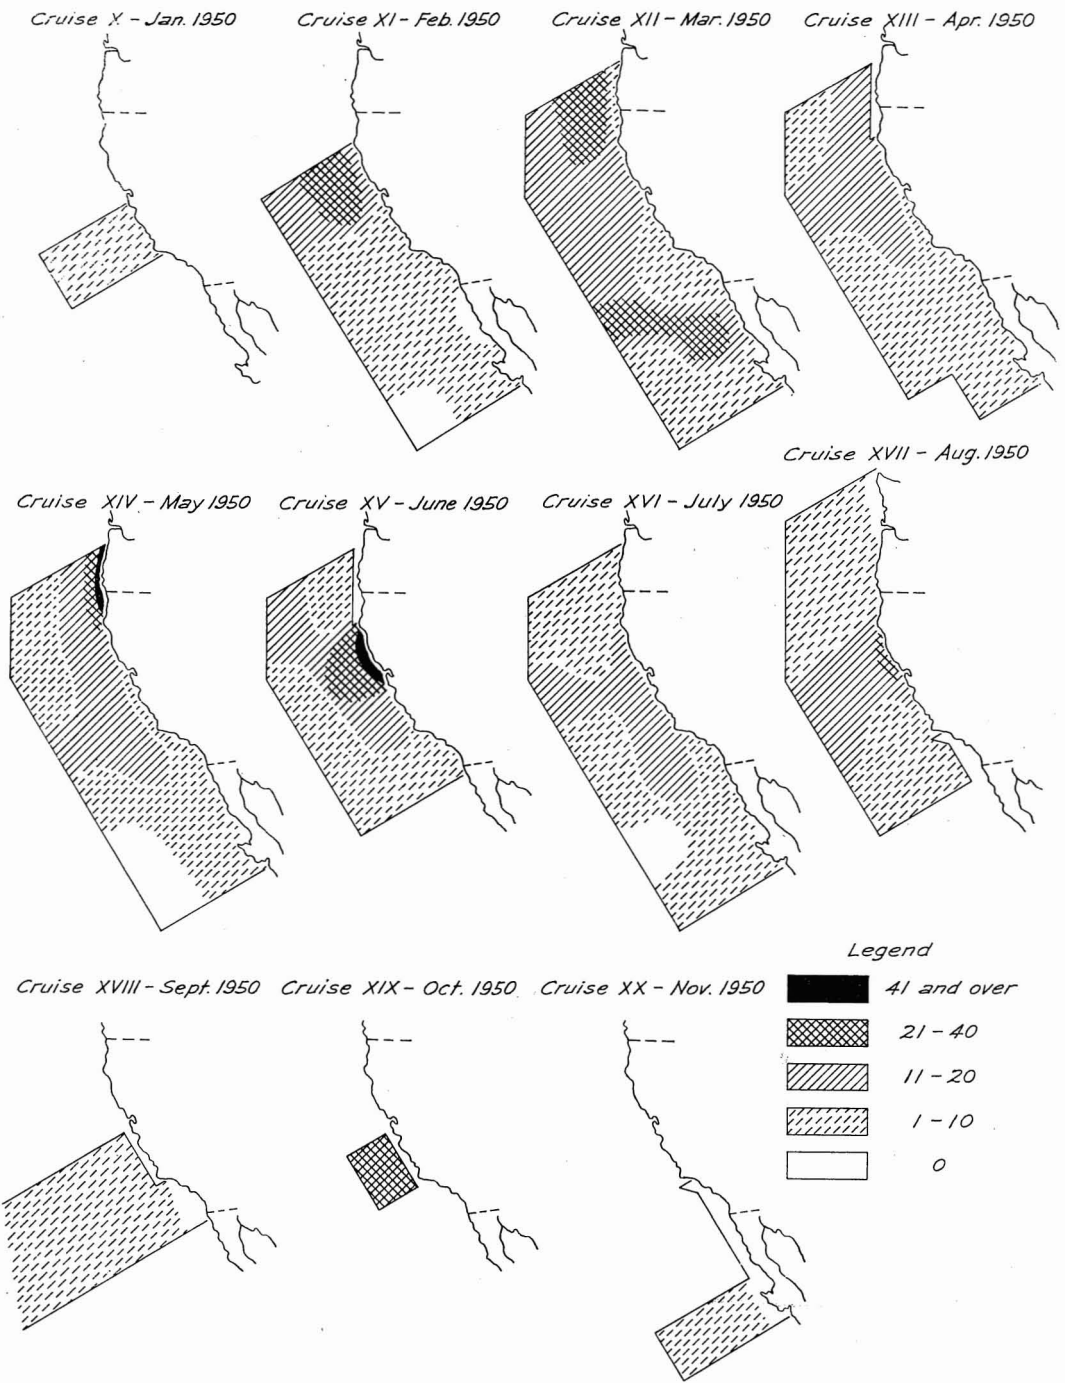 Cruise X - Jan. 1950
Cruise XI - Feb. 1950
Cruise XII - Mar. 1950
Cruise XIII - Apr. 1950
Cruise XIV - May 1950
Cruise XV - June 1950
Cruise XVI - July 1950
Cruise XVII - Aug. 1950
Cruise XVIII - Sept. 1950
Cruise XIX - Oct. 1950
Cruise XX - Nov. 1950
Legend
41 and over
21 - 40
11 - 20
1 - 10
0